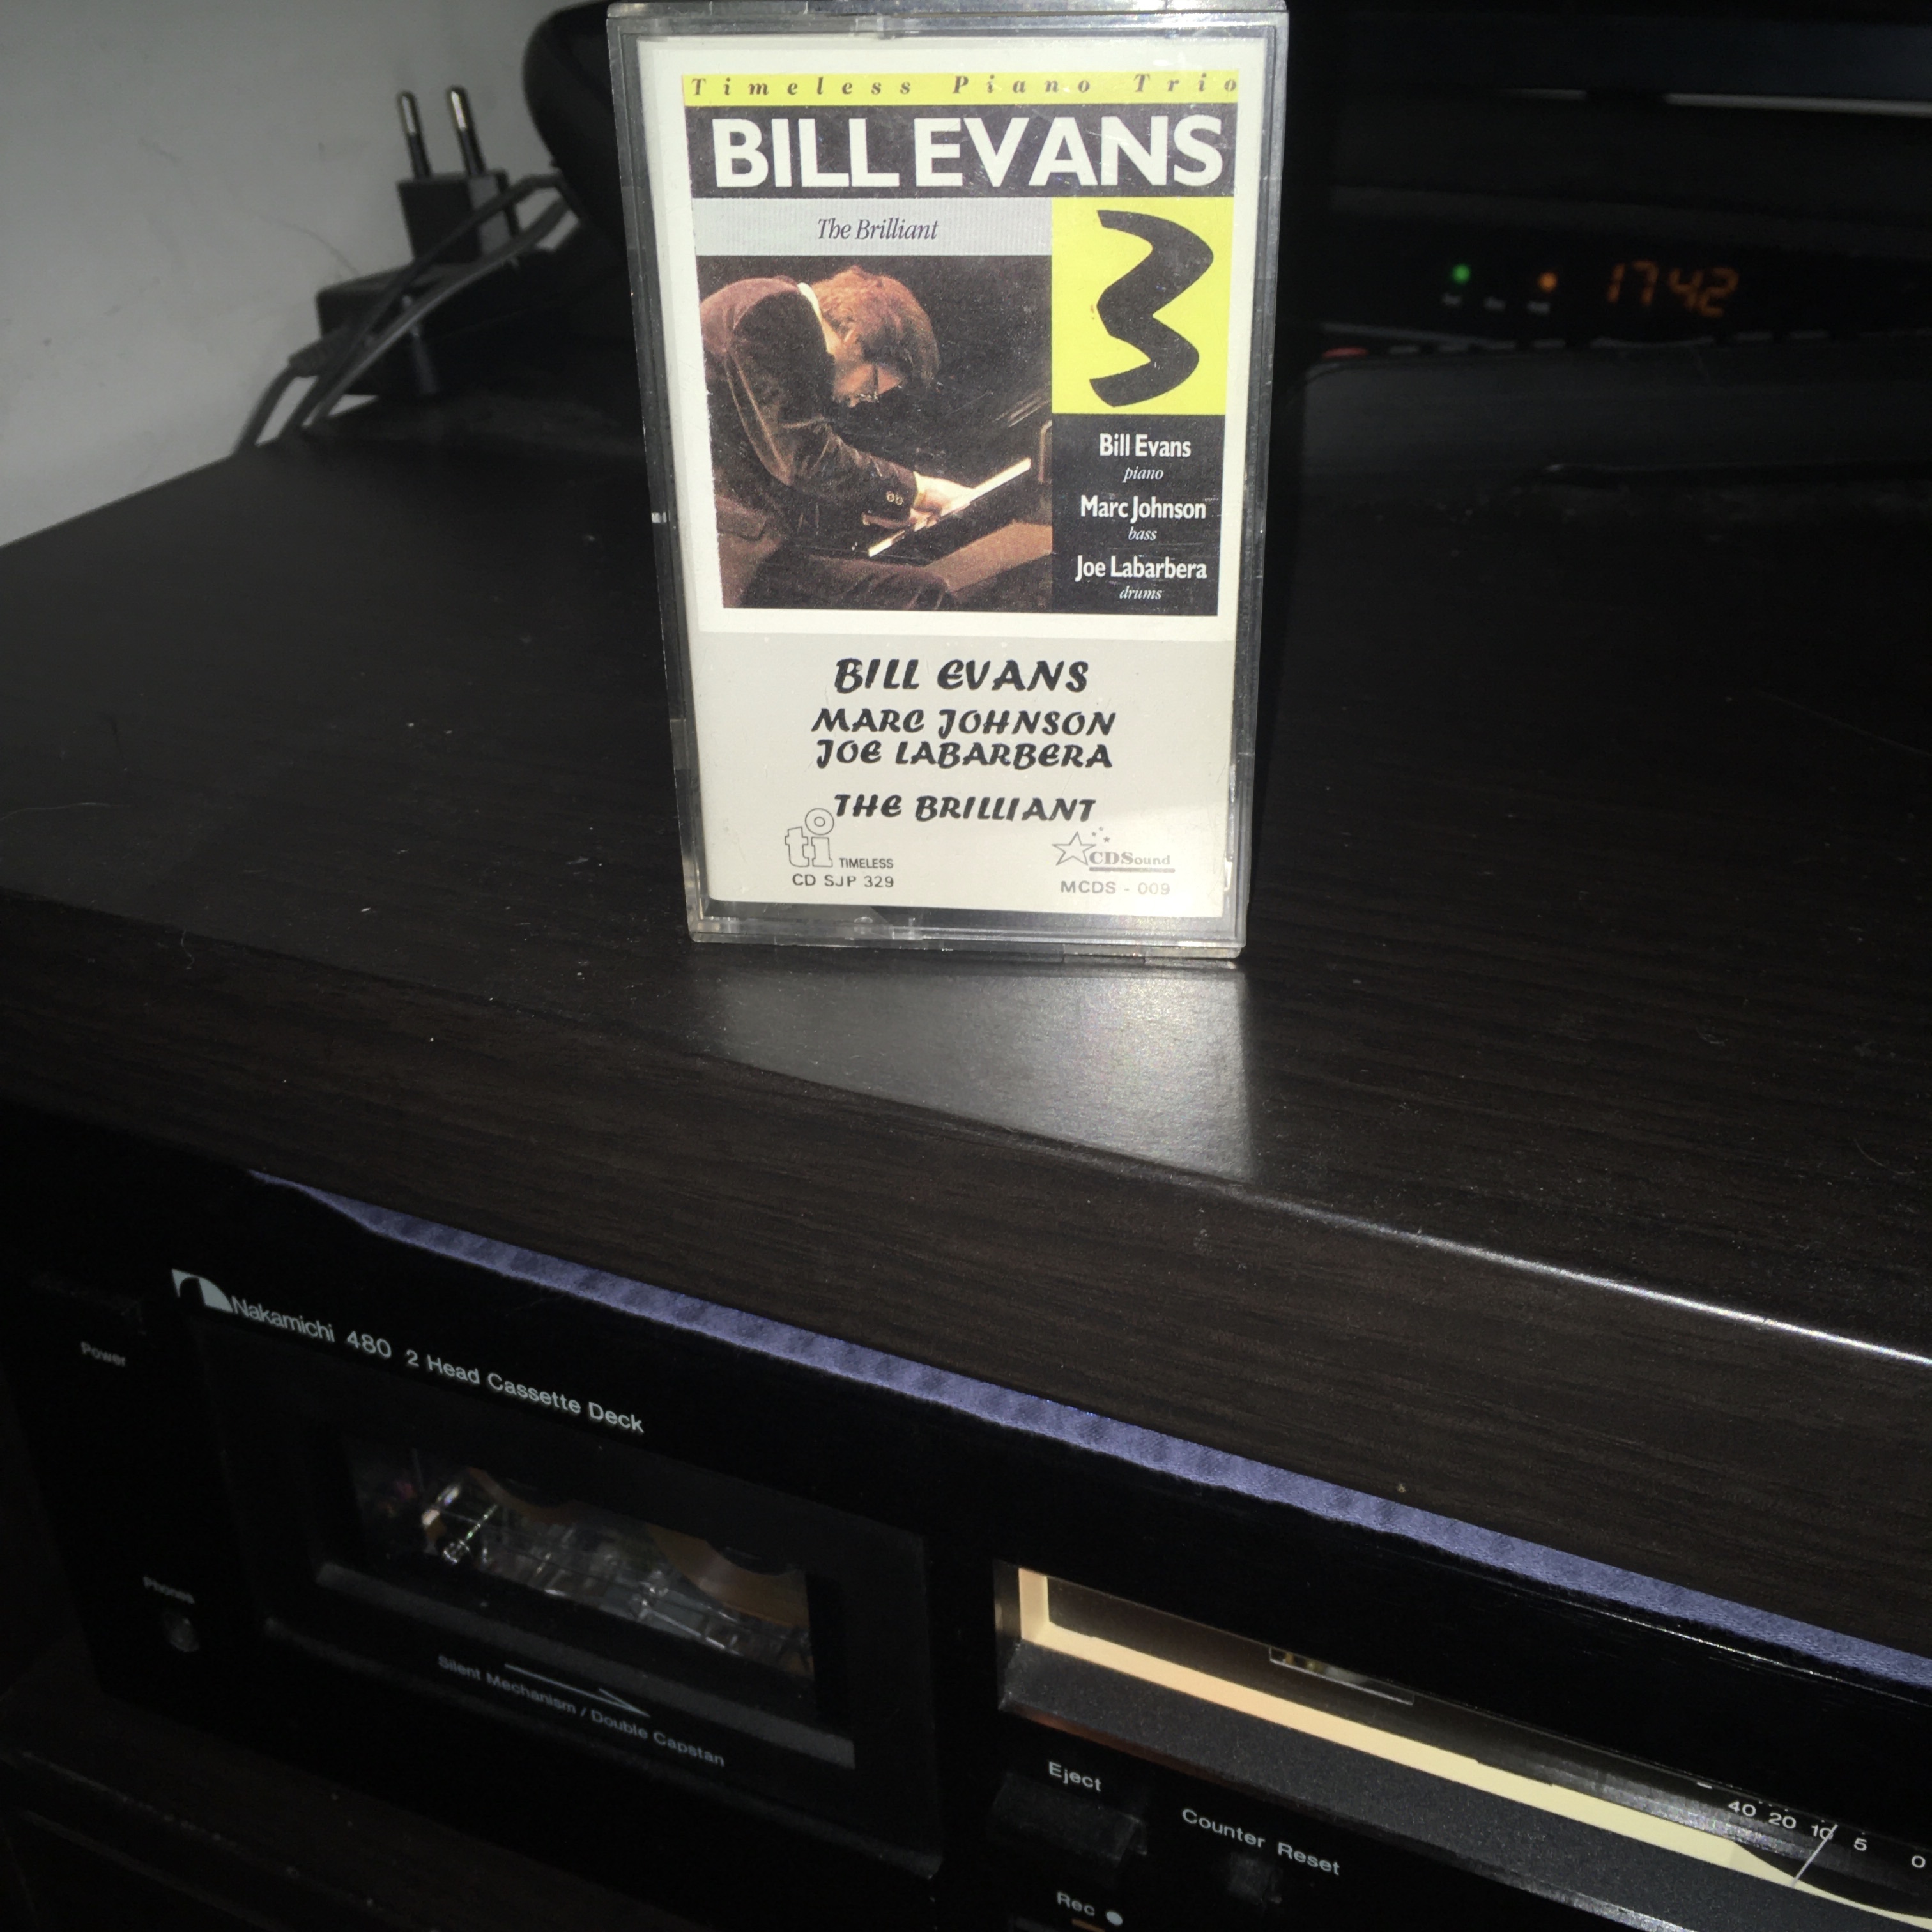 Timeless Piano Trio
BILL EVANS
The Brilliant
3
Bill Evans
piano
Marc Johnson
bass
Joe Labarbera
drums
BILL EVANS
MARC JOHNSON
JOE LABARBERA
THE BRILLIANT
ti TIMELESS
CD SJP 329
CDSound
MCDS - 009
17 42
Nakamichi 480 2 Head Cassette Deck
Power
Phones
Silent Mechanism / Double Capstan
Eject
Counter Reset
Rec
40 20 10 5 0